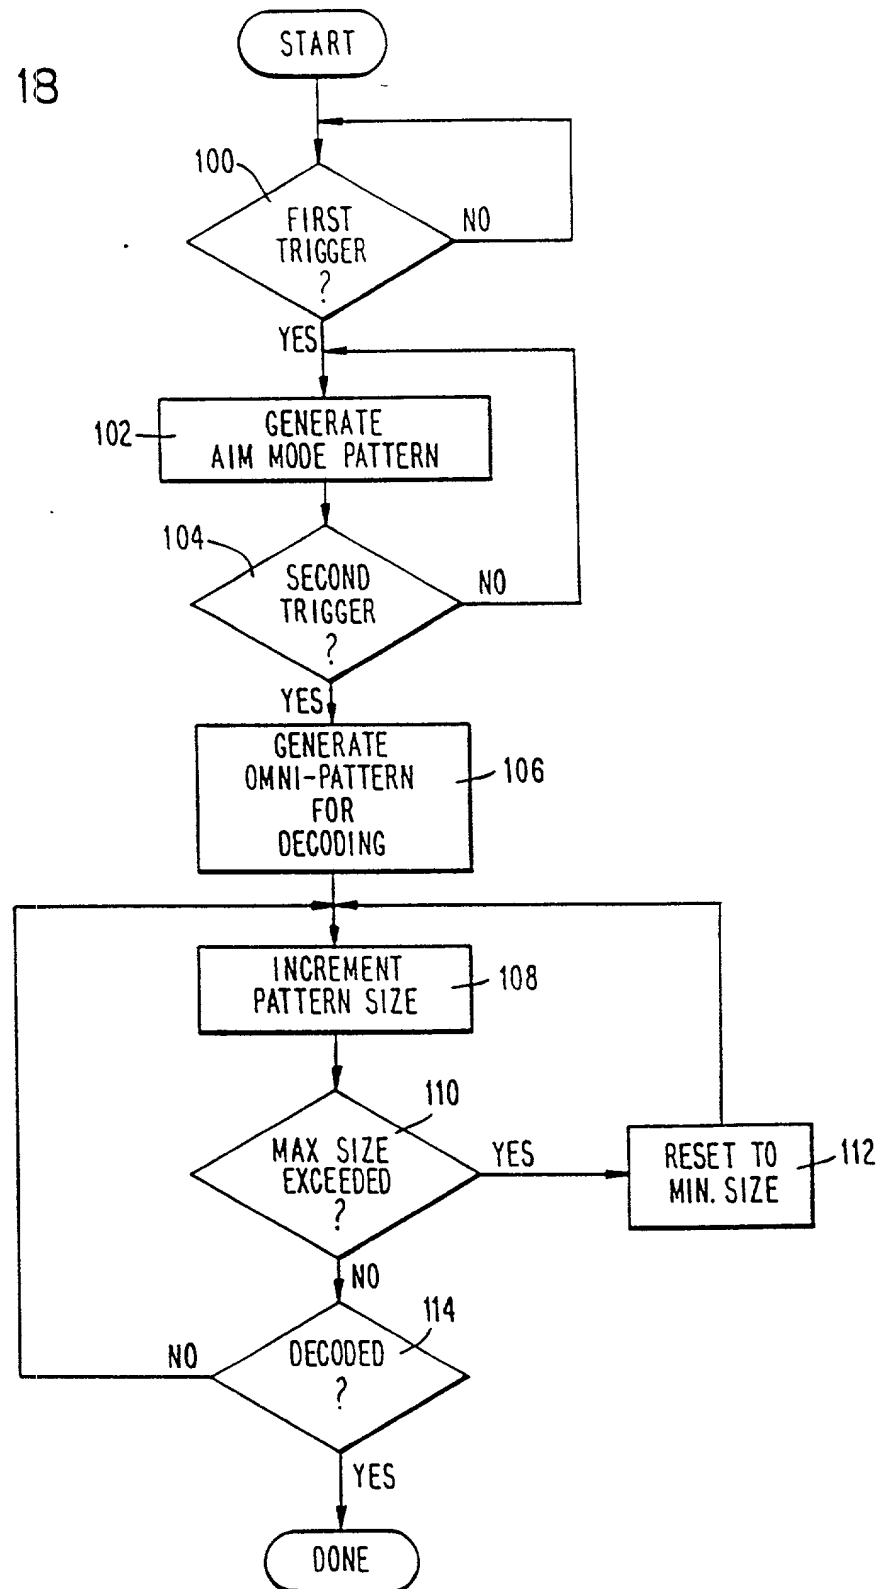 START
18
100
FIRST
TRIGGER
?
NO
YES
102
GENERATE
AIM MODE PATTERN
104
SECOND
TRIGGER
?
NO
YES
GENERATE
OMNI-PATTERN
FOR
DECODING
106
INCREMENT
PATTERN SIZE
108
110
MAX SIZE
EXCEEDED
?
YES
RESET TO
MIN. SIZE
112
NO
114
DECODED
?
NO
YES
DONE